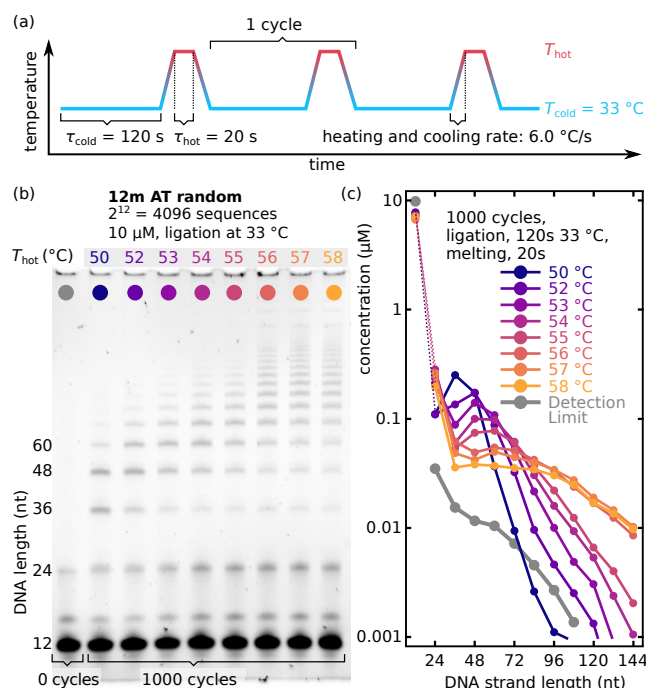 (a)
1 cycle
temperature
T_hot
T_cold = 33 °C
τ_cold = 120 s
τ_hot = 20 s
heating and cooling rate: 6.0 °C/s
time
(b)
12m AT random
2^12 = 4096 sequences
10 µM, ligation at 33 °C
T_hot (°C)
50 52 53 54 55 56 57 58
DNA length (nt)
60
48
36
24
12
0 cycles
1000 cycles
(c)
concentration (µM)
10
1
0.1
0.01
0.001
1000 cycles,
ligation, 120s 33 °C,
melting, 20s
50 °C
52 °C
53 °C
54 °C
55 °C
56 °C
57 °C
58 °C
Detection
Limit
24 48 72 96 120 144
DNA strand length (nt)